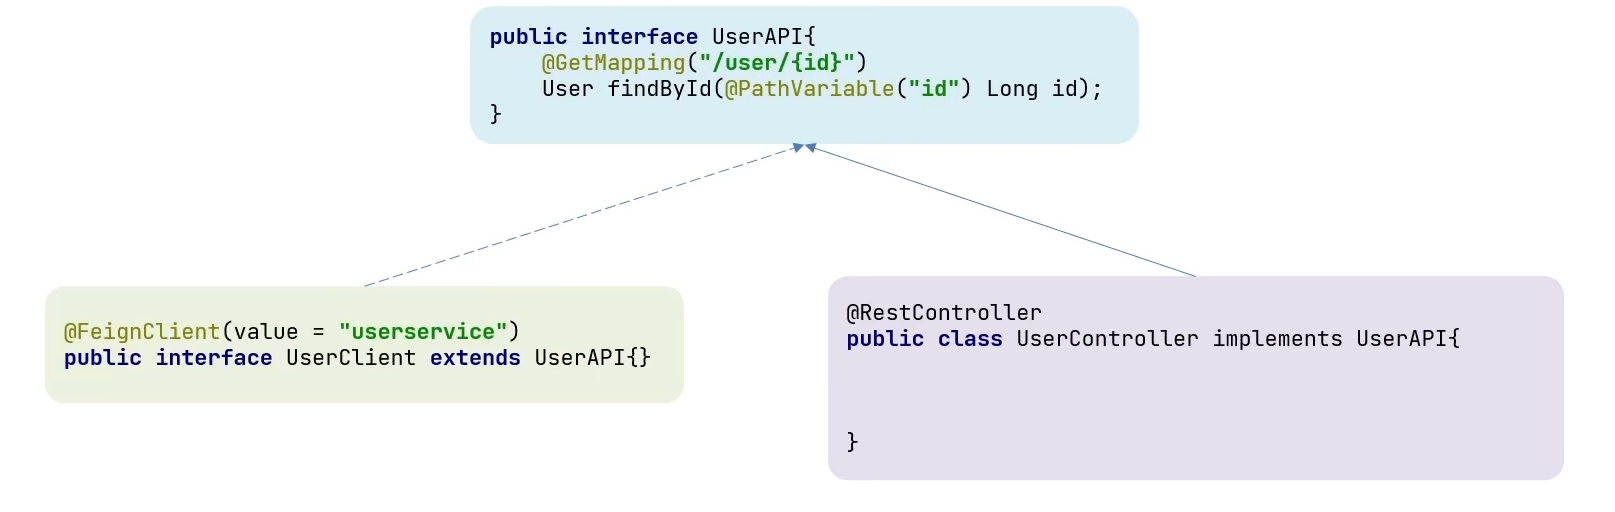 public interface UserAPI{
    @GetMapping("/user/{id}")
    User findById(@PathVariable("id") Long id);
}
@FeignClient(value = "userservice")
public interface UserClient extends UserAPI{}
@RestController
public class UserController implements UserAPI{
}